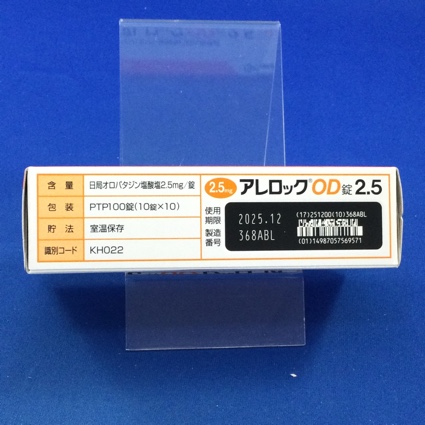 含量 日局オロパタジン塩酸塩2.5mg/錠
包装 PTP100錠(10錠×10)
貯法 室温保存
識別コード KH022
2.5mg アレロック®OD錠2.5
使用期限 2025.12
製造番号 368ABL
(17)251200(10)368ABL
(01)14987057569571